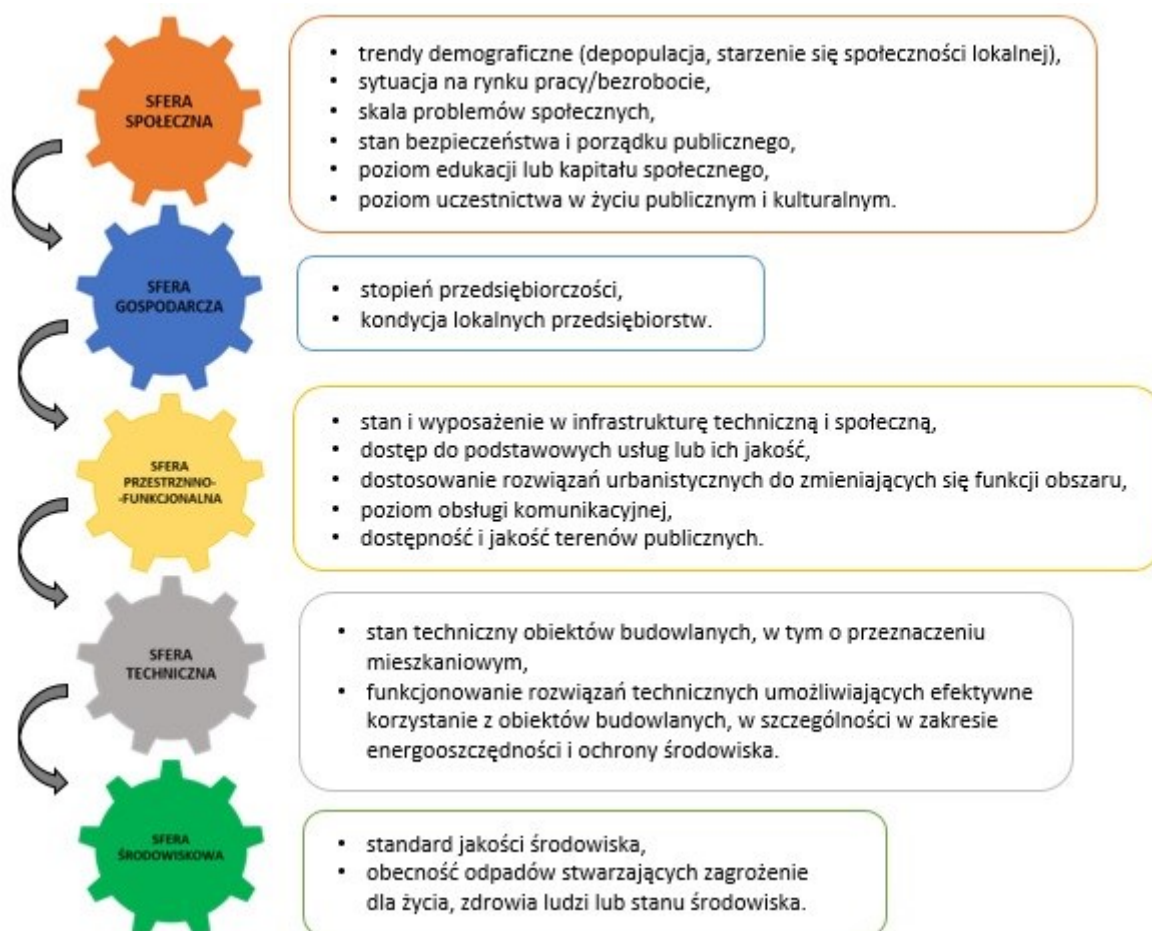 SFERA
SPOŁECZNA
• trendy demograficzne (depopulacja, starzenie się społeczności lokalnej),
• sytuacja na rynku pracy/bezrobocie,
• skala problemów społecznych,
• stan bezpieczeństwa i porządku publicznego,
• poziom edukacji lub kapitału społecznego,
• poziom uczestnictwa w życiu publicznym i kulturalnym.
SFERA
GOSPODARCZA
• stopień przedsiębiorczości,
• kondycja lokalnych przedsiębiorstw.
SFERA
PRZESTRZNNO-
-FUNKCJONALNA
• stan i wyposażenie w infrastrukturę techniczną i społeczną,
• dostęp do podstawowych usług lub ich jakość,
• dostosowanie rozwiązań urbanistycznych do zmieniających się funkcji obszaru,
• poziom obsługi komunikacyjnej,
• dostępność i jakość terenów publicznych.
SFERA
TECHNICZNA
• stan techniczny obiektów budowlanych, w tym o przeznaczeniu
mieszkaniowym,
• funkcjonowanie rozwiązań technicznych umożliwiających efektywne
korzystanie z obiektów budowlanych, w szczególności w zakresie
energooszczędności i ochrony środowiska.
SFERA
ŚRODOWISKOWA
• standard jakości środowiska,
• obecność odpadów stwarzających zagrożenie
dla życia, zdrowia ludzi lub stanu środowiska.